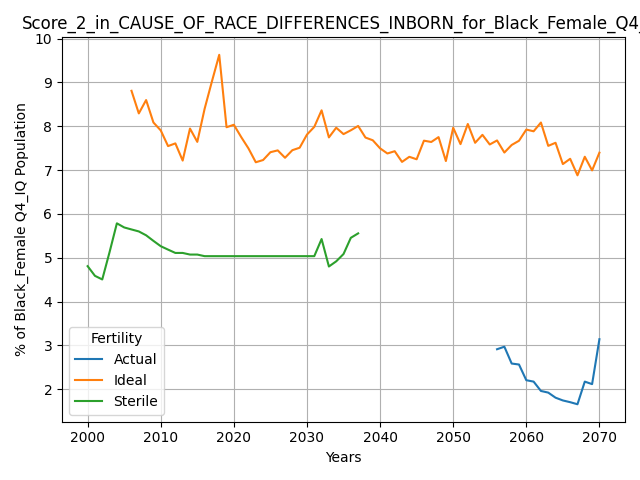 Score_2_in_CAUSE_OF_RACE_DIFFERENCES_INBORN_for_Black_Female_Q4_
% of Black_Female Q4_IQ Population
10
9
8
7
6
5
4
3
2
Fertility
Actual
Ideal
Sterile
2000 2010 2020 2030 2040 2050 2060 2070
Years